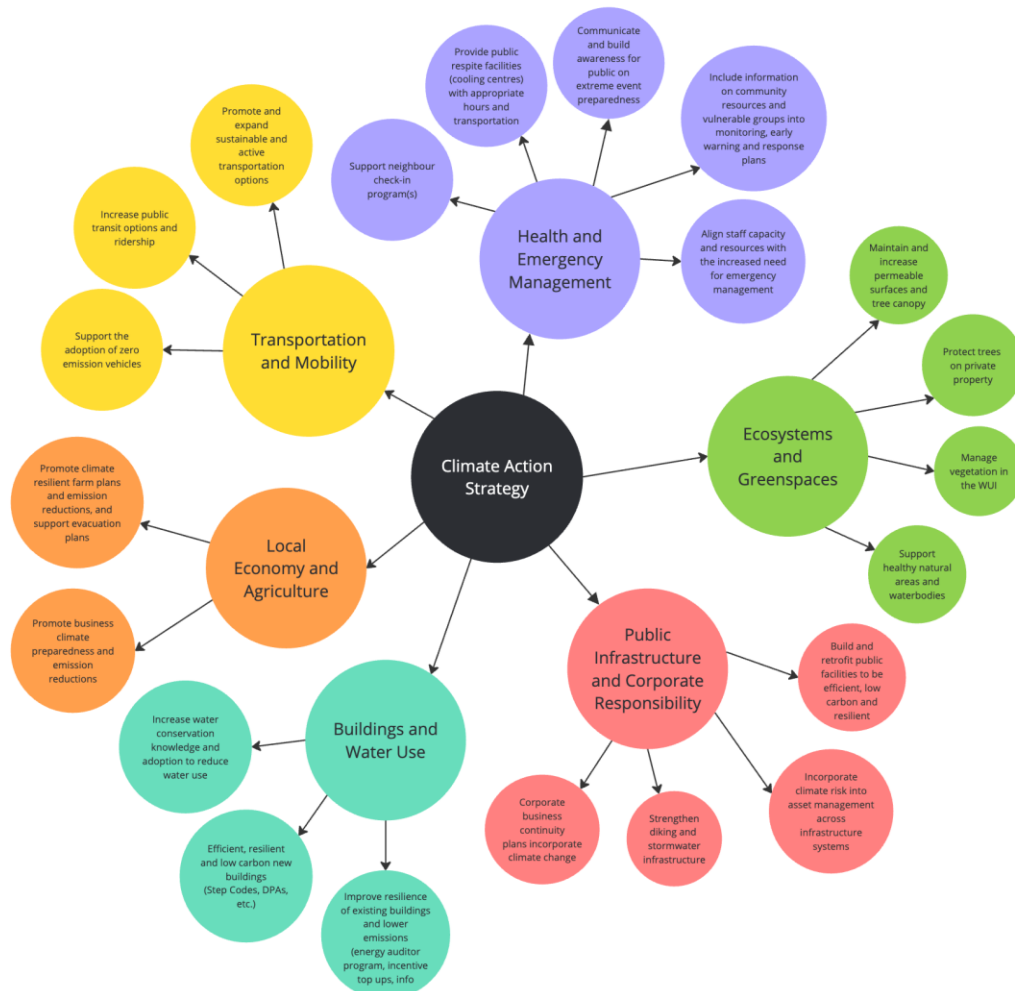 Climate Action
Strategy
Health and
Emergency
Management
Support neighbour
check-in
program(s)
Provide public
respite facilities
(cooling centres)
with appropriate
hours and
transportation
Communicate
and build
awareness for
public on
extreme event
preparedness
Include information
on community
resources and
vulnerable groups into
monitoring, early
warning and response
plans
Align staff capacity
and resources with
the increased need
for emergency
management
Ecosystems
and
Greenspaces
Maintain and
increase
permeable
surfaces and
tree canopy
Protect trees
on private
property
Manage
vegetation in
the WUI
Support
healthy natural
areas and
waterbodies
Public
Infrastructure
and Corporate
Responsibility
Build and
retrofit public
facilities to be
efficient, low
carbon and
resilient
Incorporate
climate risk into
asset management
across
infrastructure
systems
Strengthen
diking and
stormwater
infrastructure
Corporate
business
continuity
plans incorporate
climate change
Buildings and
Water Use
Improve resilience
of existing buildings
and lower
emissions
(energy auditor
program, incentive
top ups, info
Efficient, resilient
and low carbon new
buildings
(Step Codes, DPAs,
etc.)
Increase water
conservation
knowledge and
adoption to reduce
water use
Local
Economy and
Agriculture
Promote business
climate
preparedness and
emission
reductions
Promote climate
resilient farm plans
and emission
reductions, and
support evacuation
plans
Transportation
and Mobility
Support the
adoption of zero
emission vehicles
Increase public
transit options and
ridership
Promote and
expand
sustainable and
active
transportation
options